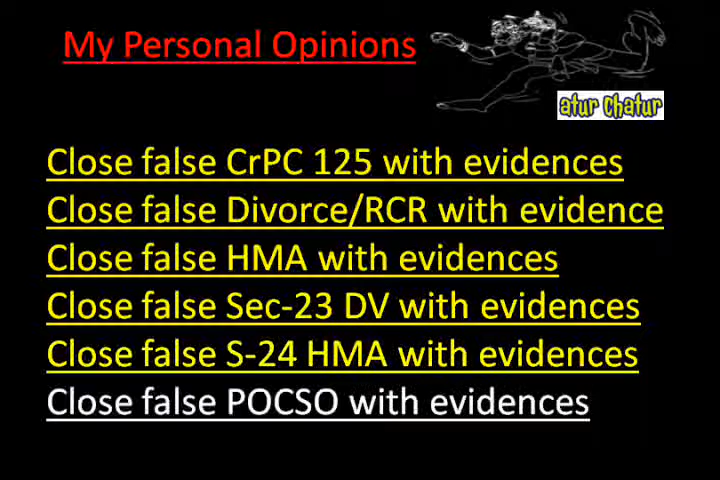 My Personal Opinions
atur Chatur
Close false CrPC 125 with evidences
Close false Divorce/RCR with evidence
Close false HMA with evidences
Close false Sec-23 DV with evidences
Close false S-24 HMA with evidences
Close false POCSO with evidences